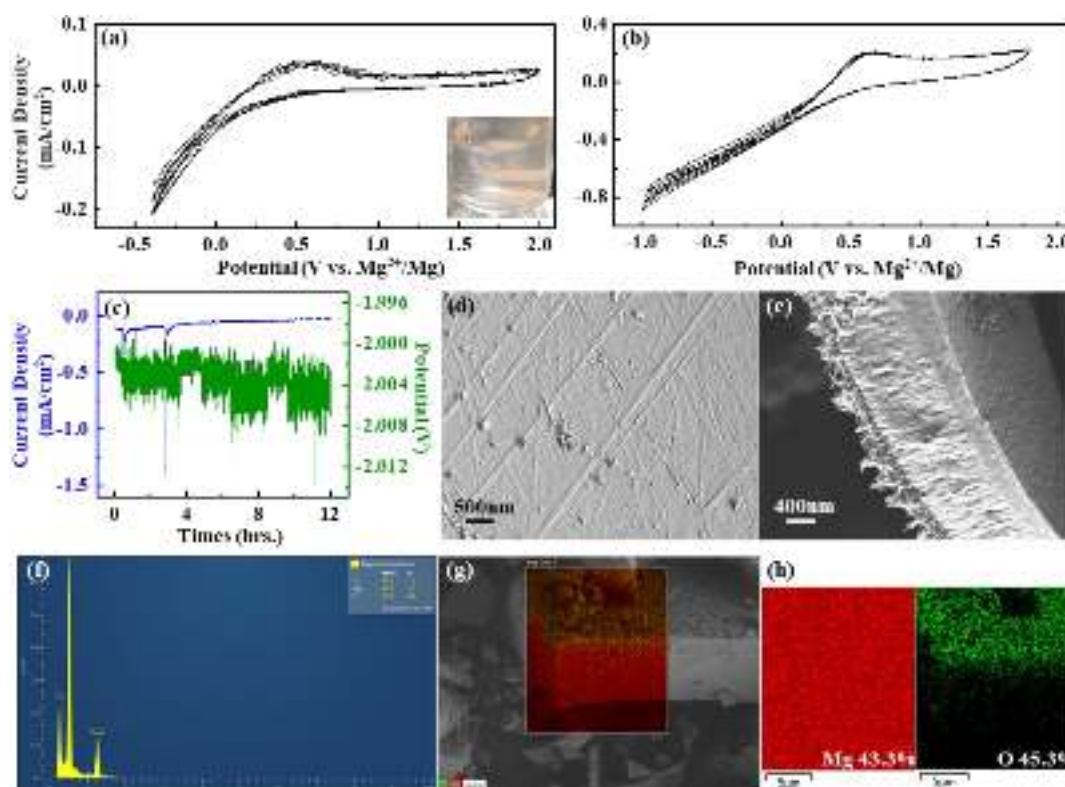 (a)
0.1
0.0
0.1
-0.2
-0.5
0.0
0.5
1.0
1.5
2.0
Current Density
(mA/cm²)
Potential (V vs. Mg²⁺/Mg)
(b)
0.4
0.0
-0.4
-0.8
-1.0
-0.5
0.0
0.5
1.0
1.5
2.0
Potential (V vs. Mg²⁺/Mg)
(c)
0.0
-0.5
-1.0
-1.5
Current Density
(mA/cm²)
0
4
8
12
Times (hrs.)
-1.996
-2.000
2.004
-2.008
-2.012
Potential (V)
(d)
500nm
(e)
400nm
(f)
(g)
(h)
Mg 43.3%
O 45.3%